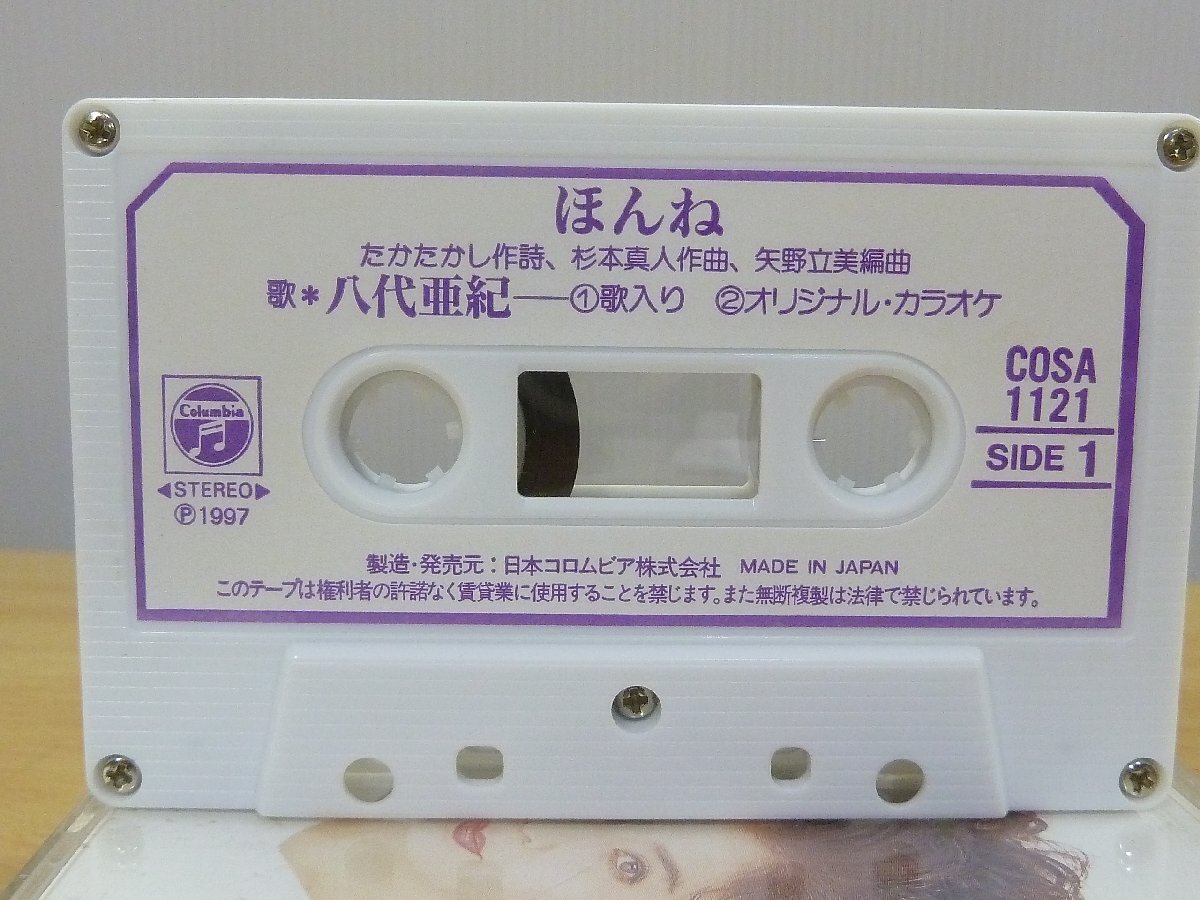 ほんね
たかたかし作詩、杉本真人作曲、矢野立美編曲
歌＊八代亜紀──①歌入り ②オリジナル・カラオケ
COSA
1121
SIDE 1
Columbia
◀STEREO▶
Ⓟ1997
製造・発売元：日本コロムビア株式会社 MADE IN JAPAN
このテープは権利者の許諾なく賃貸業に使用することを禁じます。また無断複製は法律で禁じられています。